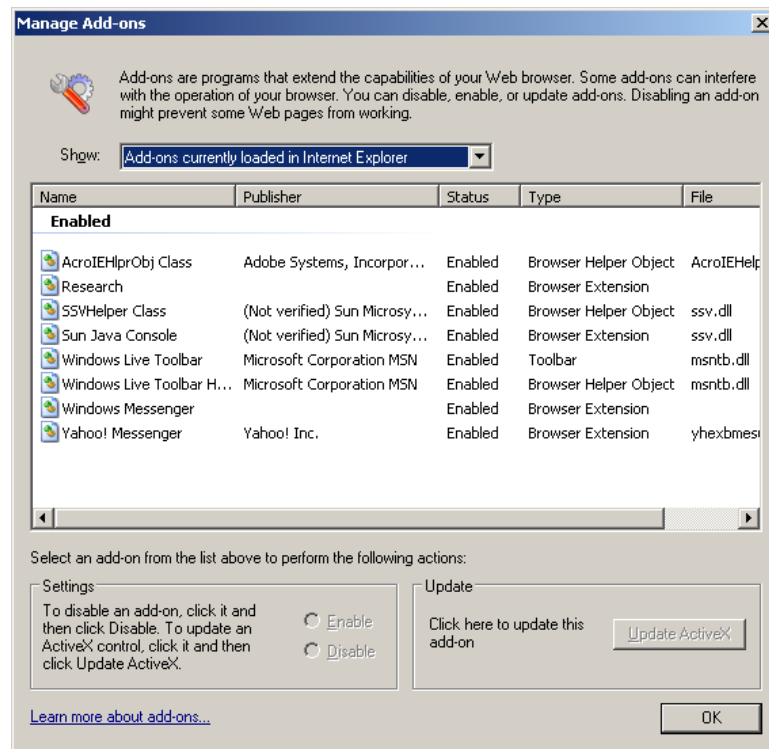 Manage Add-ons
Add-ons are programs that extend the capabilities of your Web browser. Some add-ons can interfere
with the operation of your browser. You can disable, enable, or update add-ons. Disabling an add-on
might prevent some Web pages from working.
Show: Add-ons currently loaded in Internet Explorer
Name Publisher Status Type File
Enabled
AcroIEHlprObj Class Adobe Systems, Incorpor... Enabled Browser Helper Object AcroIEHelp
Research Enabled Browser Extension
SSVHelper Class (Not verified) Sun Microsy... Enabled Browser Helper Object ssv.dll
Sun Java Console (Not verified) Sun Microsy... Enabled Browser Extension ssv.dll
Windows Live Toolbar Microsoft Corporation MSN Enabled Toolbar msntb.dll
Windows Live Toolbar H... Microsoft Corporation MSN Enabled Browser Helper Object msntb.dll
Windows Messenger Enabled Browser Extension
Yahoo! Messenger Yahoo! Inc. Enabled Browser Extension yhexbmes
Select an add-on from the list above to perform the following actions:
Settings
To disable an add-on, click it and
then click Disable. To update an
ActiveX control, click it and then
click Update ActiveX.
Enable
Disable
Update
Click here to update this
add-on
Update ActiveX
Learn more about add-ons...
OK